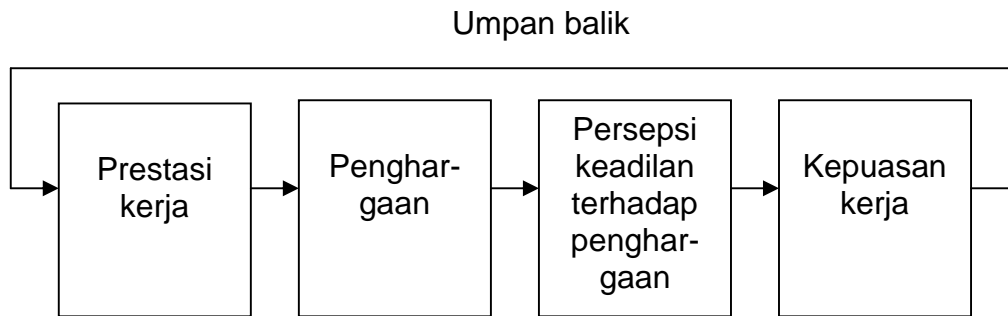 Umpan balik
Prestasi
kerja
Penghar-
gaan
Persepsi
keadilan
terhadap
penghar-
gaan
Kepuasan
kerja